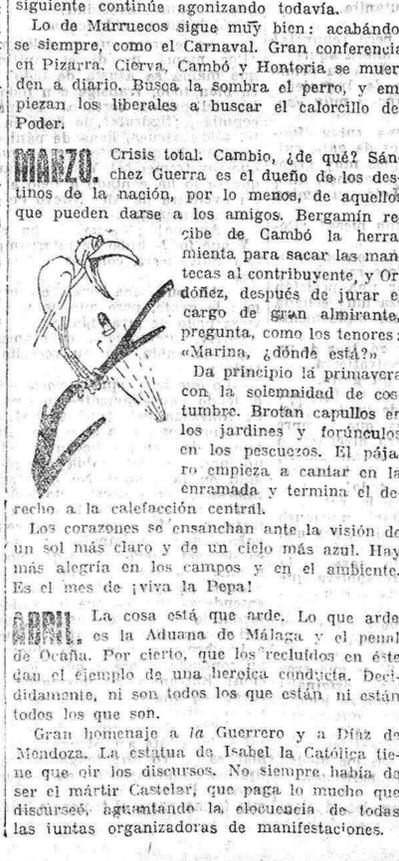 siguiente continúe agonizando todavía.
Lo de Marruecos sigue muy bien: acabándo
se siempre, como el Carnaval. Gran conferencia
en Pizarra. Cierva, Cambó y Hontoria se muer
den a diario. Busca la sombra el perro, y em
piezan los liberales a buscar el calorcillo de
Poder.
MARZO. Crisis total. Cambio, ¿de qué? Sán
chez Guerra es el dueño de los des
tinos de la nación, por lo menos, de aquellos
que pueden darse a los amigos. Bergamín re
cibe de Cambó la herra
mienta para sacar las man
tecas al contribuyente, y Or
dóñez, después de jurar e
cargo de gran almirante,
pregunta, como los tenores:
«Marina, ¿dónde está?»
Da principio la primavera
con la solemnidad de cos
tumbre. Brotan capullos en
los jardines y forúnculos
en los pescuezos. El pája
ro empieza a cantar en la
enramada y termina el de
recho a la calefacción central.
Los corazones se ensanchan ante la visión de
un sol más claro y de un cielo más azul. Hay
más alegría en los campos y en el ambiente.
Es el mes de ¡viva la Pepa!
ABRIL. La cosa está que arde. Lo que arde
es la Aduana de Málaga y el penal
de Ocaña. Por cierto, que los recluídos en éste
dan el ejemplo de una heroica conducta. Deci
didamente, ni son todos los que están ni están
todos los que son.
Gran homenaje a la Guerrero y a Díaz de
Mendoza. La estatua de Isabel la Católica tie
ne que oir los discursos. No siempre había de
ser el mártir Castelar, que paga lo mucho que
discurseó, aguantando la elocuencia de todas
las juntas organizadoras de manifestaciones.